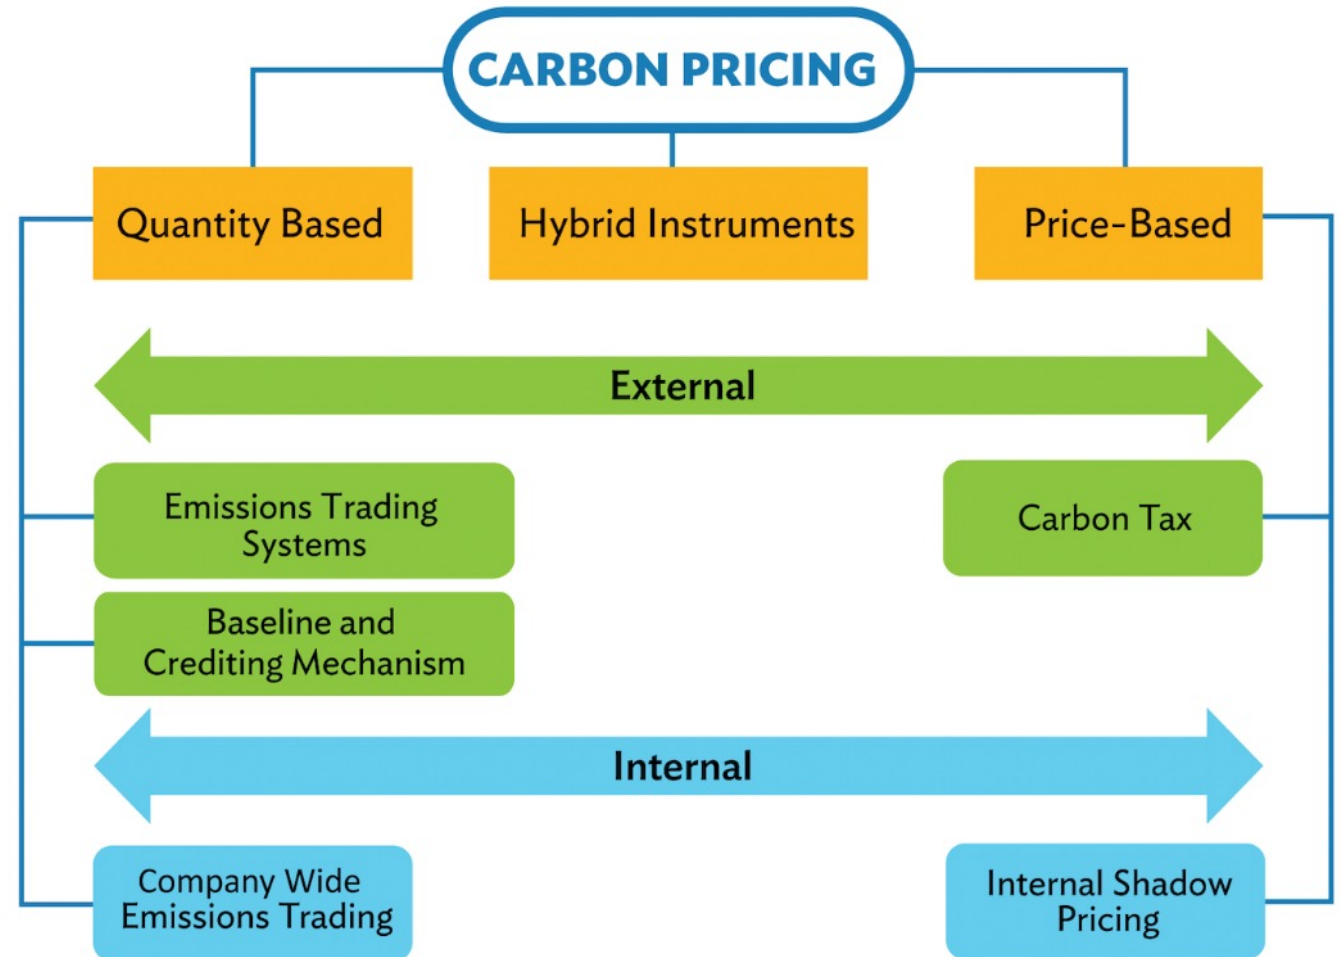 CARBON PRICING
Quantity Based
Hybrid Instruments
Price-Based
External
Emissions Trading
Systems
Carbon Tax
Baseline and
Crediting Mechanism
Internal
Company Wide
Emissions Trading
Internal Shadow
Pricing